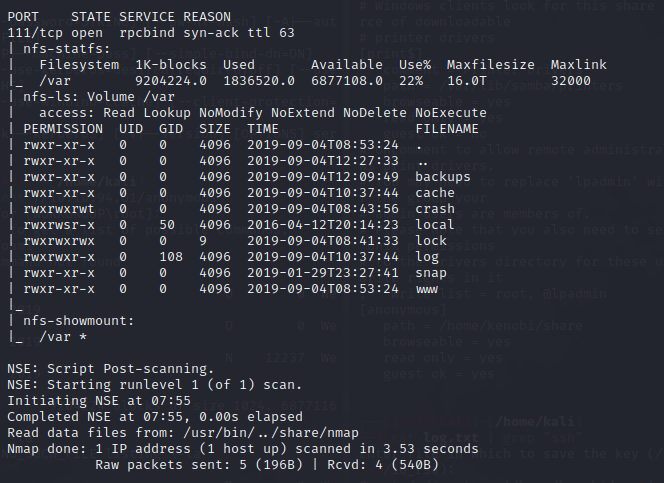 PORT    STATE SERVICE REASON
111/tcp open  rpcbind syn-ack ttl 63
| nfs-statfs:
|   Filesystem  1K-blocks  Used       Available  Use%  Maxfilesize  Maxlink
|_  /var        9204224.0  1836520.0  6877108.0  22%   16.0T        32000
| nfs-ls: Volume /var
|   access: Read Lookup NoModify NoExtend NoDelete NoExecute
| PERMISSION  UID  GID  SIZE  TIME                 FILENAME
| rwxr-xr-x   0    0    4096  2019-09-04T08:53:24  .
| rwxr-xr-x   0    0    4096  2019-09-04T12:27:33  ..
| rwxr-xr-x   0    0    4096  2019-09-04T12:09:49  backups
| rwxr-xr-x   0    0    4096  2019-09-04T10:37:44  cache
| rwxrwxrwt   0    0    4096  2019-09-04T08:43:56  crash
| rwxrwsr-x   0    50   4096  2016-04-12T20:14:23  local
| rwxrwxrwx   0    0    9     2019-09-04T08:41:33  lock
| rwxrwxr-x   0    108  4096  2019-09-04T10:37:44  log
| rwxr-xr-x   0    0    4096  2019-01-29T23:27:41  snap
| rwxr-xr-x   0    0    4096  2019-09-04T08:53:24  www
|_
| nfs-showmount:
|_  /var *
NSE: Script Post-scanning.
NSE: Starting runlevel 1 (of 1) scan.
Initiating NSE at 07:55
Completed NSE at 07:55, 0.00s elapsed
Read data files from: /usr/bin/../share/nmap
Nmap done: 1 IP address (1 host up) scanned in 3.53 seconds
Raw packets sent: 5 (196B) | Rcvd: 4 (540B)